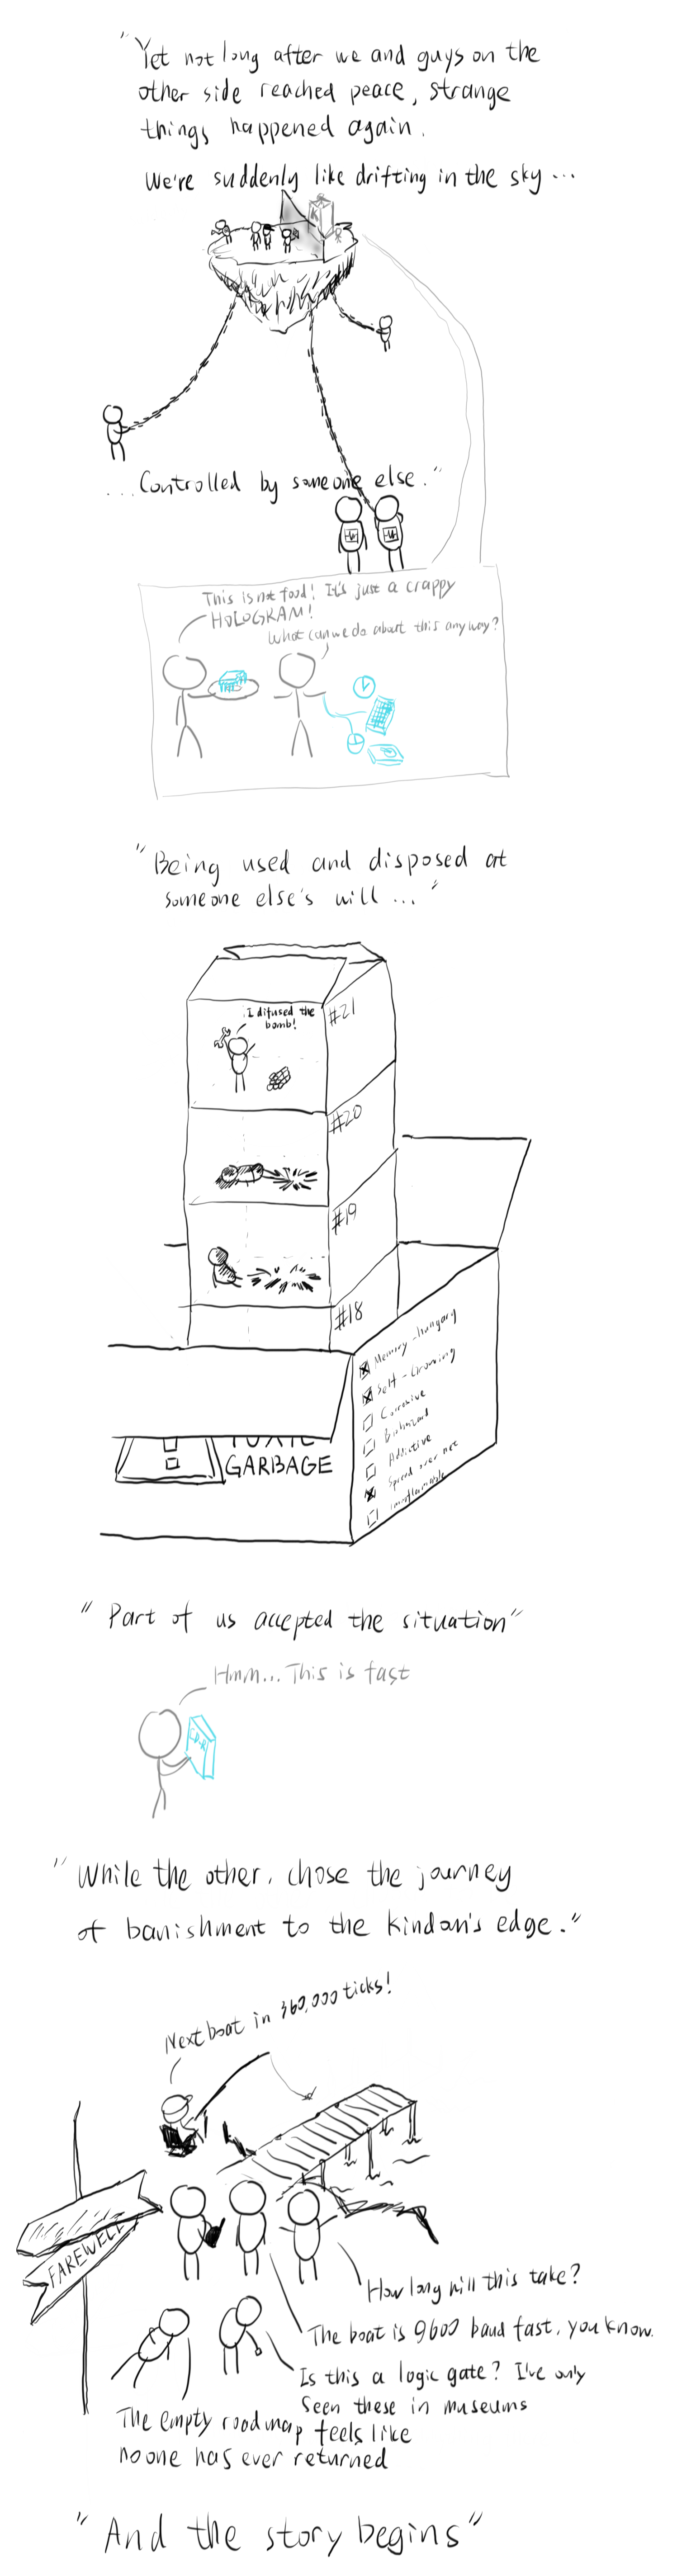 "Yet not long after we and guys on the
other side reached peace, strange
things happened again.
We're suddenly like drifting in the sky...
K
...Controlled by someone else."
This is not food! It's just a crappy
HOLOGRAM!
What can we do about this anyway?
"Being used and disposed at
someone else's will..."
I difused the
bomb!
#21
#20
#19
#18
Memory-hungary
Self-Growing
Corrosive
Biohazard
Addictive
Spread over net
GARBAGE
"Part of us accepted the situation"
Hmm... This is fast
CD-R
"While the other, chose the journey
of banishment to the kindom's edge."
Next boat in 360,000 ticks!
FAREWELL
How long will this take?
The boat is 9600 baud fast, you know.
Is this a logic gate? I've only
seen these in museums
The empty roadmap feels like
no one has ever returned
"And the story begins"